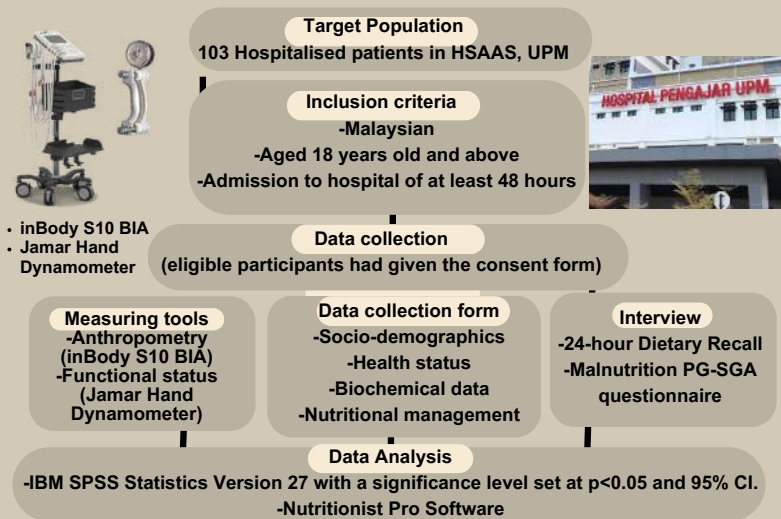 Target Population
103 Hospitalised patients in HSAAS, UPM
HOSPITAL PENGAJAR UPM
Inclusion criteria
-Malaysian
-Aged 18 years old and above
-Admission to hospital of at least 48 hours
• inBody S10 BIA
• Jamar Hand
Dynamometer
Data collection
(eligible participants had given the consent form)
Measuring tools
-Anthropometry
(inBody S10 BIA)
-Functional status
(Jamar Hand
Dynamometer)
Data collection form
-Socio-demographics
-Health status
-Biochemical data
-Nutritional management
Interview
-24-hour Dietary Recall
-Malnutrition PG-SGA
questionnaire
Data Analysis
-IBM SPSS Statistics Version 27 with a significance level set at p<0.05 and 95% CI.
-Nutritionist Pro Software